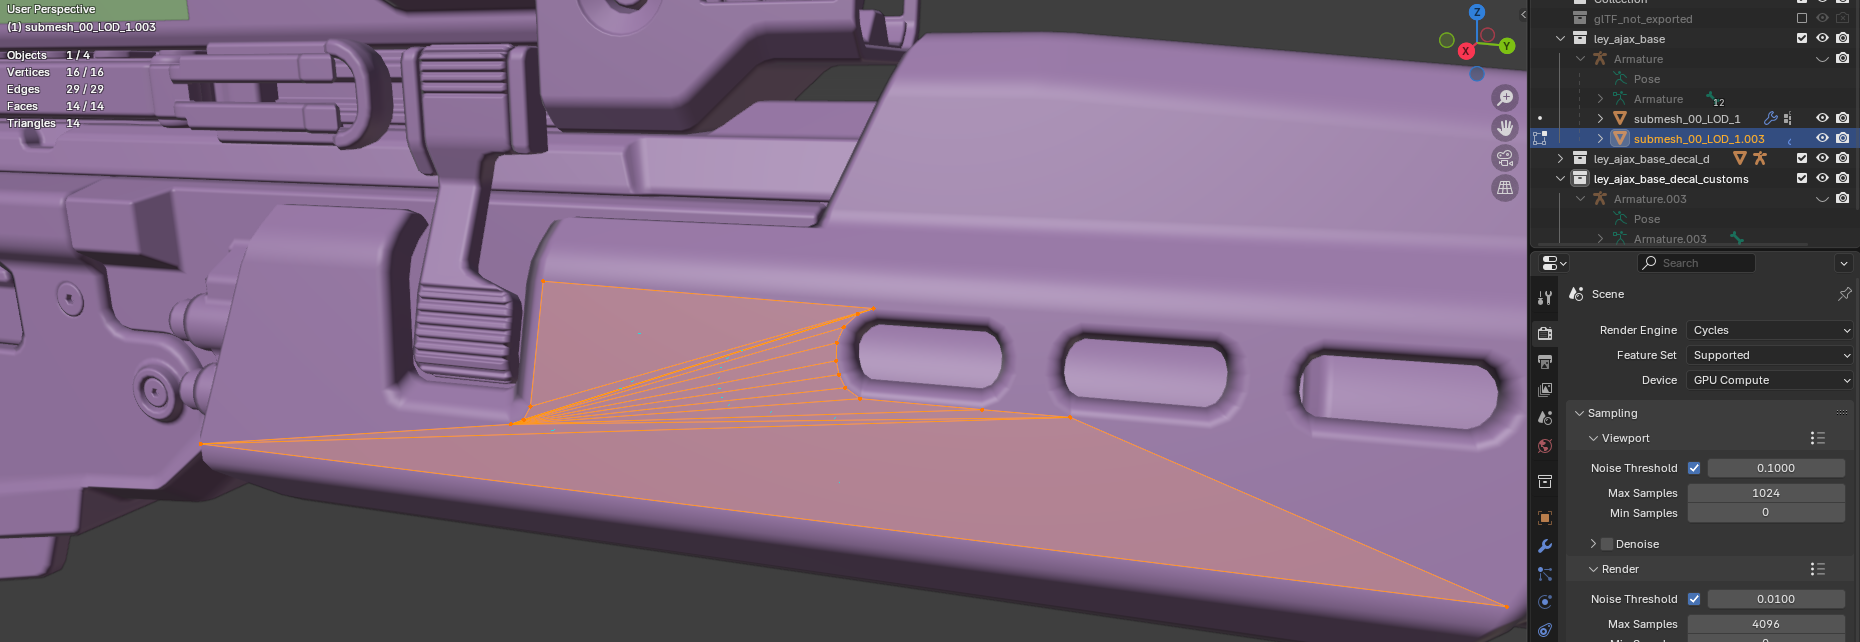 User Perspective
(1) submesh_00_LOD_1.003
Objects 1 / 4
Vertices 16 / 16
Edges 29 / 29
Faces 14 / 14
Triangles 14
Z
X
Y
Collection
glTF_not_exported
ley_ajax_base
Armature
Pose
Armature 12
submesh_00_LOD_1
submesh_00_LOD_1.003
ley_ajax_base_decal_d
ley_ajax_base_decal_customs
Armature.003
Pose
Armature.003
Search
Scene
Render Engine Cycles
Feature Set Supported
Device GPU Compute
Sampling
Viewport
Noise Threshold 0.1000
Max Samples 1024
Min Samples 0
Denoise
Render
Noise Threshold 0.0100
Max Samples 4096